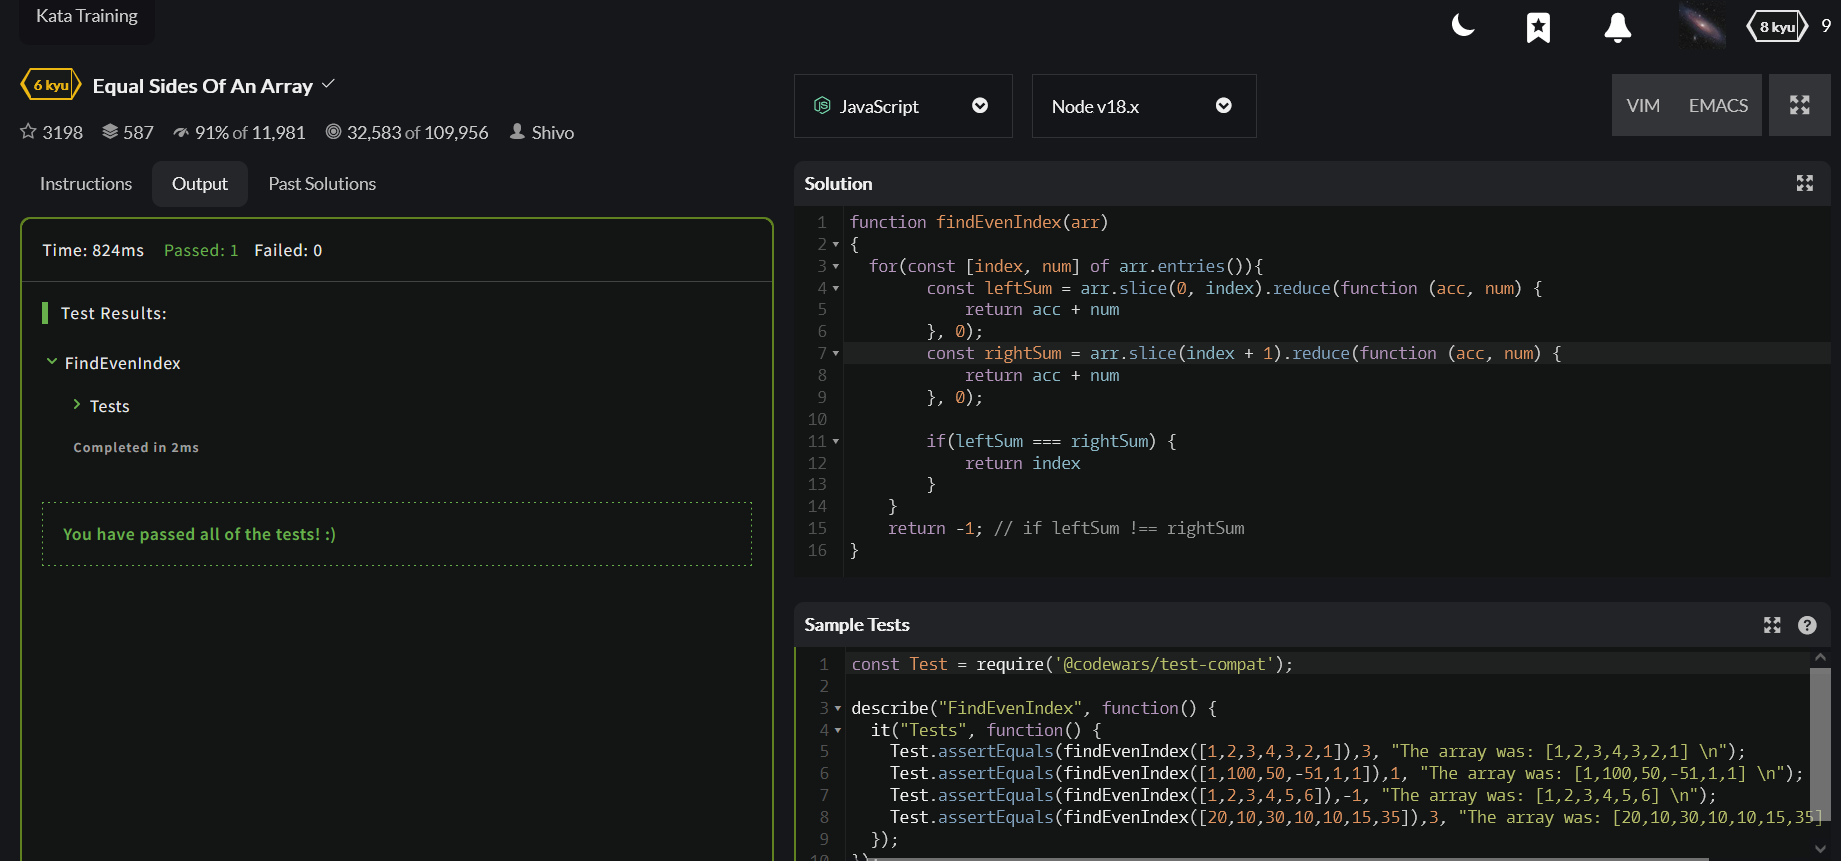 Kata Training
8 kyu 9
6 kyu Equal Sides Of An Array
3198 587 91% of 11,981 32,583 of 109,956 Shivo
Instructions Output Past Solutions
Time: 824ms Passed: 1 Failed: 0
Test Results:
FindEvenIndex
Tests
Completed in 2ms
You have passed all of the tests! :)
JavaScript Node v18.x VIM EMACS
Solution
1 function findEvenIndex(arr)
2 {
3 for(const [index, num] of arr.entries()){
4 const leftSum = arr.slice(0, index).reduce(function (acc, num) {
5 return acc + num
6 }, 0);
7 const rightSum = arr.slice(index + 1).reduce(function (acc, num) {
8 return acc + num
9 }, 0);
10
11 if(leftSum === rightSum) {
12 return index
13 }
14 }
15 return -1; // if leftSum !== rightSum
16 }
Sample Tests
1 const Test = require('@codewars/test-compat');
2
3 describe("FindEvenIndex", function() {
4 it("Tests", function() {
5 Test.assertEquals(findEvenIndex([1,2,3,4,3,2,1]),3, "The array was: [1,2,3,4,3,2,1] \n");
6 Test.assertEquals(findEvenIndex([1,100,50,-51,1,1]),1, "The array was: [1,100,50,-51,1,1] \n");
7 Test.assertEquals(findEvenIndex([1,2,3,4,5,6]),-1, "The array was: [1,2,3,4,5,6] \n");
8 Test.assertEquals(findEvenIndex([20,10,30,10,10,15,35]),3, "The array was: [20,10,30,10,10,15,35]
9 });
10 });